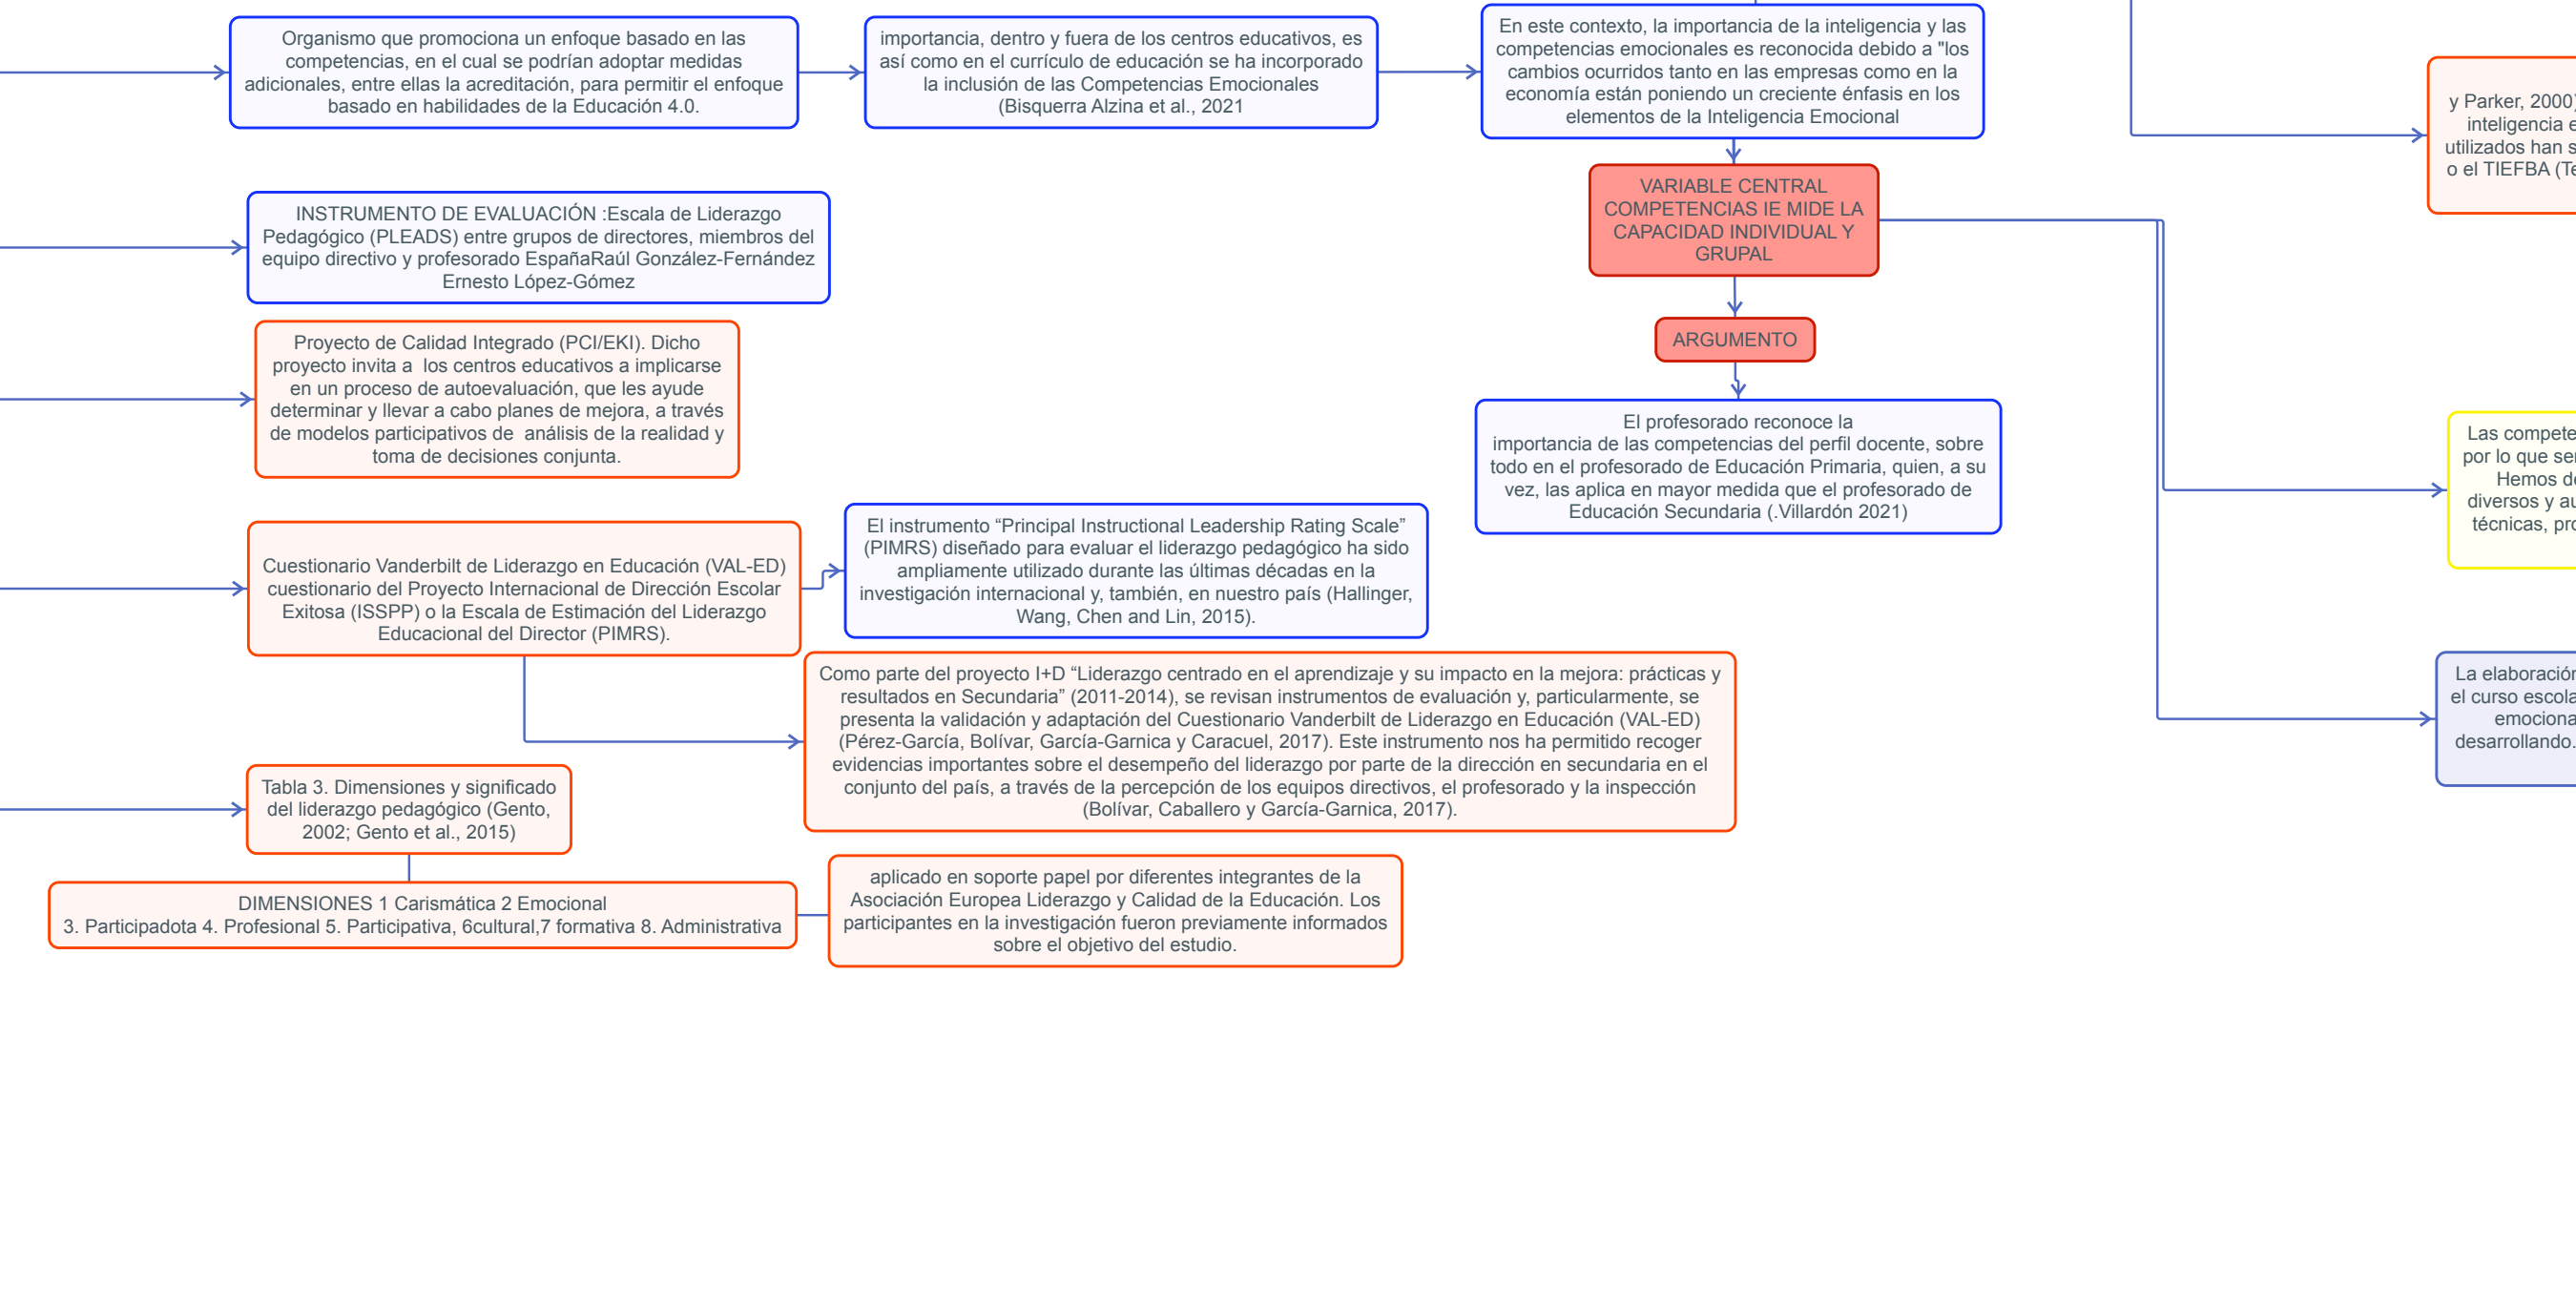 Organismo que promociona un enfoque basado en las
competencias, en el cual se podrían adoptar medidas
adicionales, entre ellas la acreditación, para permitir el enfoque
basado en habilidades de la Educación 4.0.
importancia, dentro y fuera de los centros educativos, es
así como en el currículo de educación se ha incorporado
la inclusión de las Competencias Emocionales
(Bisquerra Alzina et al., 2021
En este contexto, la importancia de la inteligencia y las
competencias emocionales es reconocida debido a "los
cambios ocurridos tanto en las empresas como en la
economía están poniendo un creciente énfasis en los
elementos de la Inteligencia Emocional
y Parker, 2000)
inteligencia e
utilizados han s
o el TIEFBA (Te
VARIABLE CENTRAL
COMPETENCIAS IE MIDE LA
CAPACIDAD INDIVIDUAL Y
GRUPAL
INSTRUMENTO DE EVALUACIÓN :Escala de Liderazgo
Pedagógico (PLEADS) entre grupos de directores, miembros del
equipo directivo y profesorado EspañaRaúl González-Fernández
Ernesto López-Gómez
ARGUMENTO
Proyecto de Calidad Integrado (PCI/EKI). Dicho
proyecto invita a  los centros educativos a implicarse
en un proceso de autoevaluación, que les ayude
determinar y llevar a cabo planes de mejora, a través
de modelos participativos de  análisis de la realidad y
toma de decisiones conjunta.
El profesorado reconoce la
importancia de las competencias del perfil docente, sobre
todo en el profesorado de Educación Primaria, quien, a su
vez, las aplica en mayor medida que el profesorado de
Educación Secundaria (.Villardón 2021)
Las compete
por lo que ser
Hemos de
diversos y au
técnicas, pro
Cuestionario Vanderbilt de Liderazgo en Educación (VAL-ED)
cuestionario del Proyecto Internacional de Dirección Escolar
Exitosa (ISSPP) o la Escala de Estimación del Liderazgo
Educacional del Director (PIMRS).
El instrumento “Principal Instructional Leadership Rating Scale”
(PIMRS) diseñado para evaluar el liderazgo pedagógico ha sido
ampliamente utilizado durante las últimas décadas en la
investigación internacional y, también, en nuestro país (Hallinger,
Wang, Chen and Lin, 2015).
Como parte del proyecto I+D “Liderazgo centrado en el aprendizaje y su impacto en la mejora: prácticas y
resultados en Secundaria” (2011-2014), se revisan instrumentos de evaluación y, particularmente, se
presenta la validación y adaptación del Cuestionario Vanderbilt de Liderazgo en Educación (VAL-ED)
(Pérez-García, Bolívar, García-Garnica y Caracuel, 2017). Este instrumento nos ha permitido recoger
evidencias importantes sobre el desempeño del liderazgo por parte de la dirección en secundaria en el
conjunto del país, a través de la percepción de los equipos directivos, el profesorado y la inspección
(Bolívar, Caballero y García-Garnica, 2017).
La elaboración
el curso escola
emociona
desarrollando.
Tabla 3. Dimensiones y significado
del liderazgo pedagógico (Gento,
2002; Gento et al., 2015)
DIMENSIONES 1 Carismática 2 Emocional
3. Participadota 4. Profesional 5. Participativa, 6cultural,7 formativa 8. Administrativa
aplicado en soporte papel por diferentes integrantes de la
Asociación Europea Liderazgo y Calidad de la Educación. Los
participantes en la investigación fueron previamente informados
sobre el objetivo del estudio.